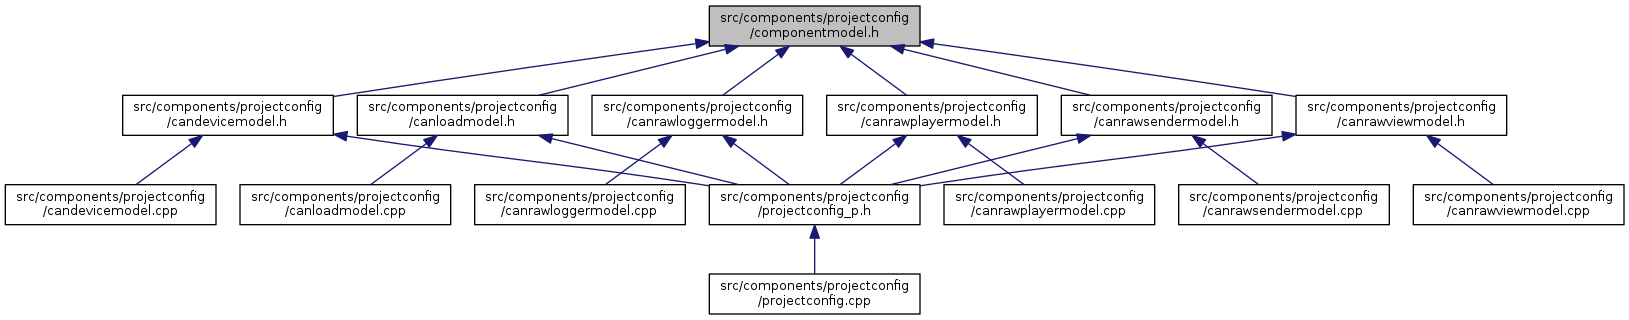 src/components/projectconfig
/componentmodel.h
src/components/projectconfig
/candevicemodel.h
src/components/projectconfig
/canloadmodel.h
src/components/projectconfig
/canrawloggermodel.h
src/components/projectconfig
/canrawplayermodel.h
src/components/projectconfig
/canrawsendermodel.h
src/components/projectconfig
/canrawviewmodel.h
src/components/projectconfig
/candevicemodel.cpp
src/components/projectconfig
/canloadmodel.cpp
src/components/projectconfig
/canrawloggermodel.cpp
src/components/projectconfig
/projectconfig_p.h
src/components/projectconfig
/canrawplayermodel.cpp
src/components/projectconfig
/canrawsendermodel.cpp
src/components/projectconfig
/canrawviewmodel.cpp
src/components/projectconfig
/projectconfig.cpp